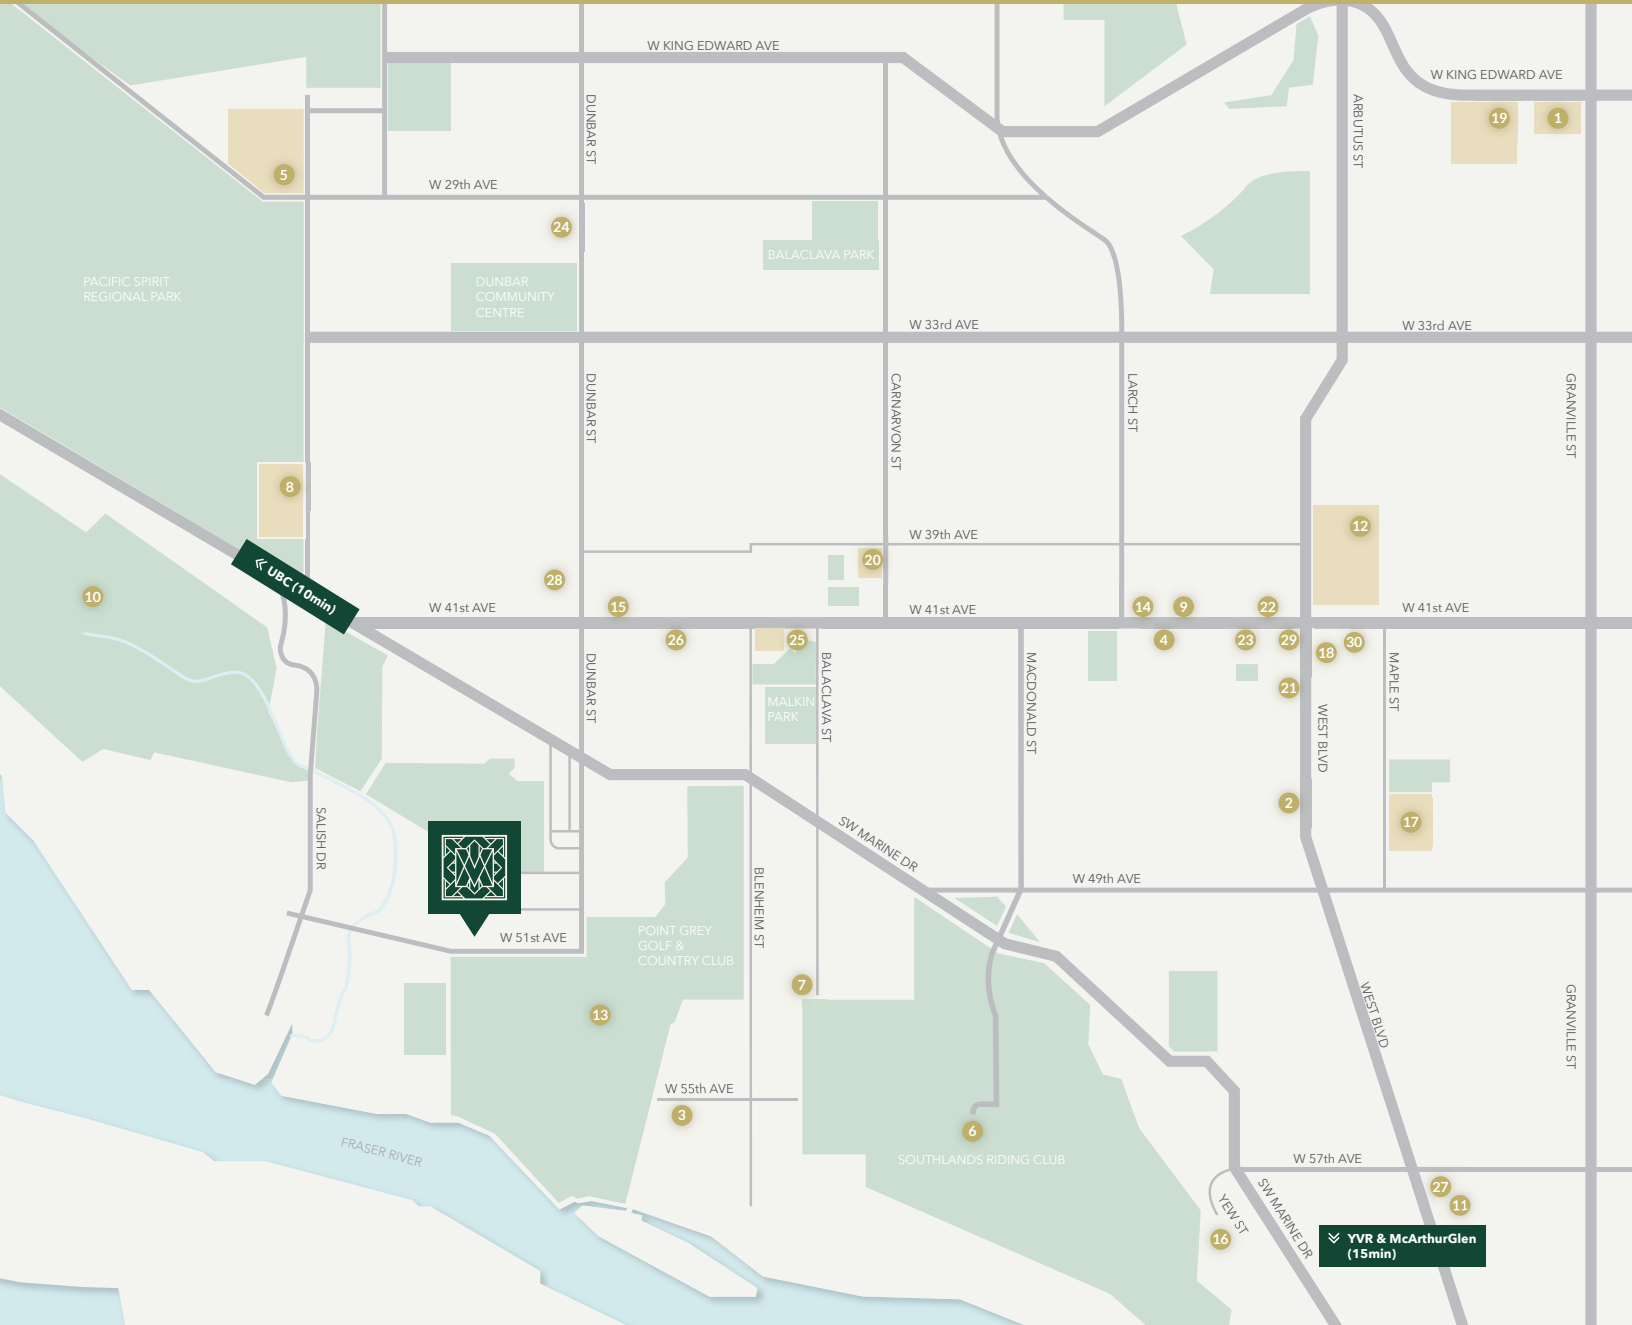 W KING EDWARD AVE
W KING EDWARD AVE
DUNBAR ST
ARBUTUS ST
19
1
5
W 29th AVE
24
BALACLAVA PARK
PACIFIC SPIRIT
REGIONAL PARK
DUNBAR
COMMUNITY
CENTRE
W 33rd AVE
W 33rd AVE
DUNBAR ST
CARNARVON ST
LARCH ST
GRANVILLE ST
8
12
W 39th AVE
20
UBC (10min)
28
10
W 41st AVE
15
W 41st AVE
14
9
22
W 41st AVE
26
25
4
23
29
18
30
DUNBAR ST
BALACLAVA ST
MACDONALD ST
MAPLE ST
21
MALKIN
PARK
WEST BLVD
2
17
SALISH DR
SW MARINE DR
W 49th AVE
BLENHEIM ST
W 51st AVE
POINT GREY
GOLF &
COUNTRY CLUB
7
13
WEST BLVD
GRANVILLE ST
W 55th AVE
3
6
FRASER RIVER
SOUTHLANDS RIDING CLUB
W 57th AVE
27
11
YEW ST
SW MARINE DR
16
YVR & McArthurGlen
(15min)